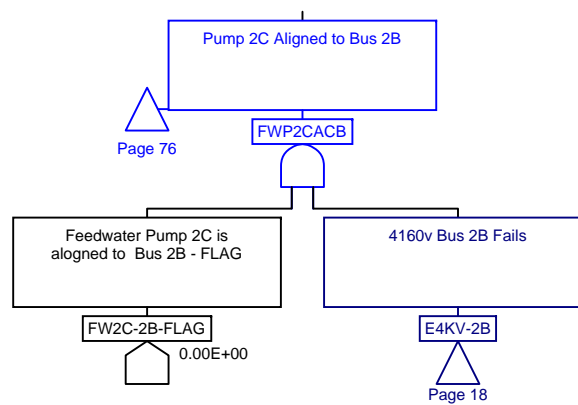 Pump 2C Aligned to Bus 2B
Page 76
FWP2CACB
Feedwater Pump 2C is
alogned to Bus 2B - FLAG
4160v Bus 2B Fails
FW2C-2B-FLAG
E4KV-2B
0.00E+00
Page 18